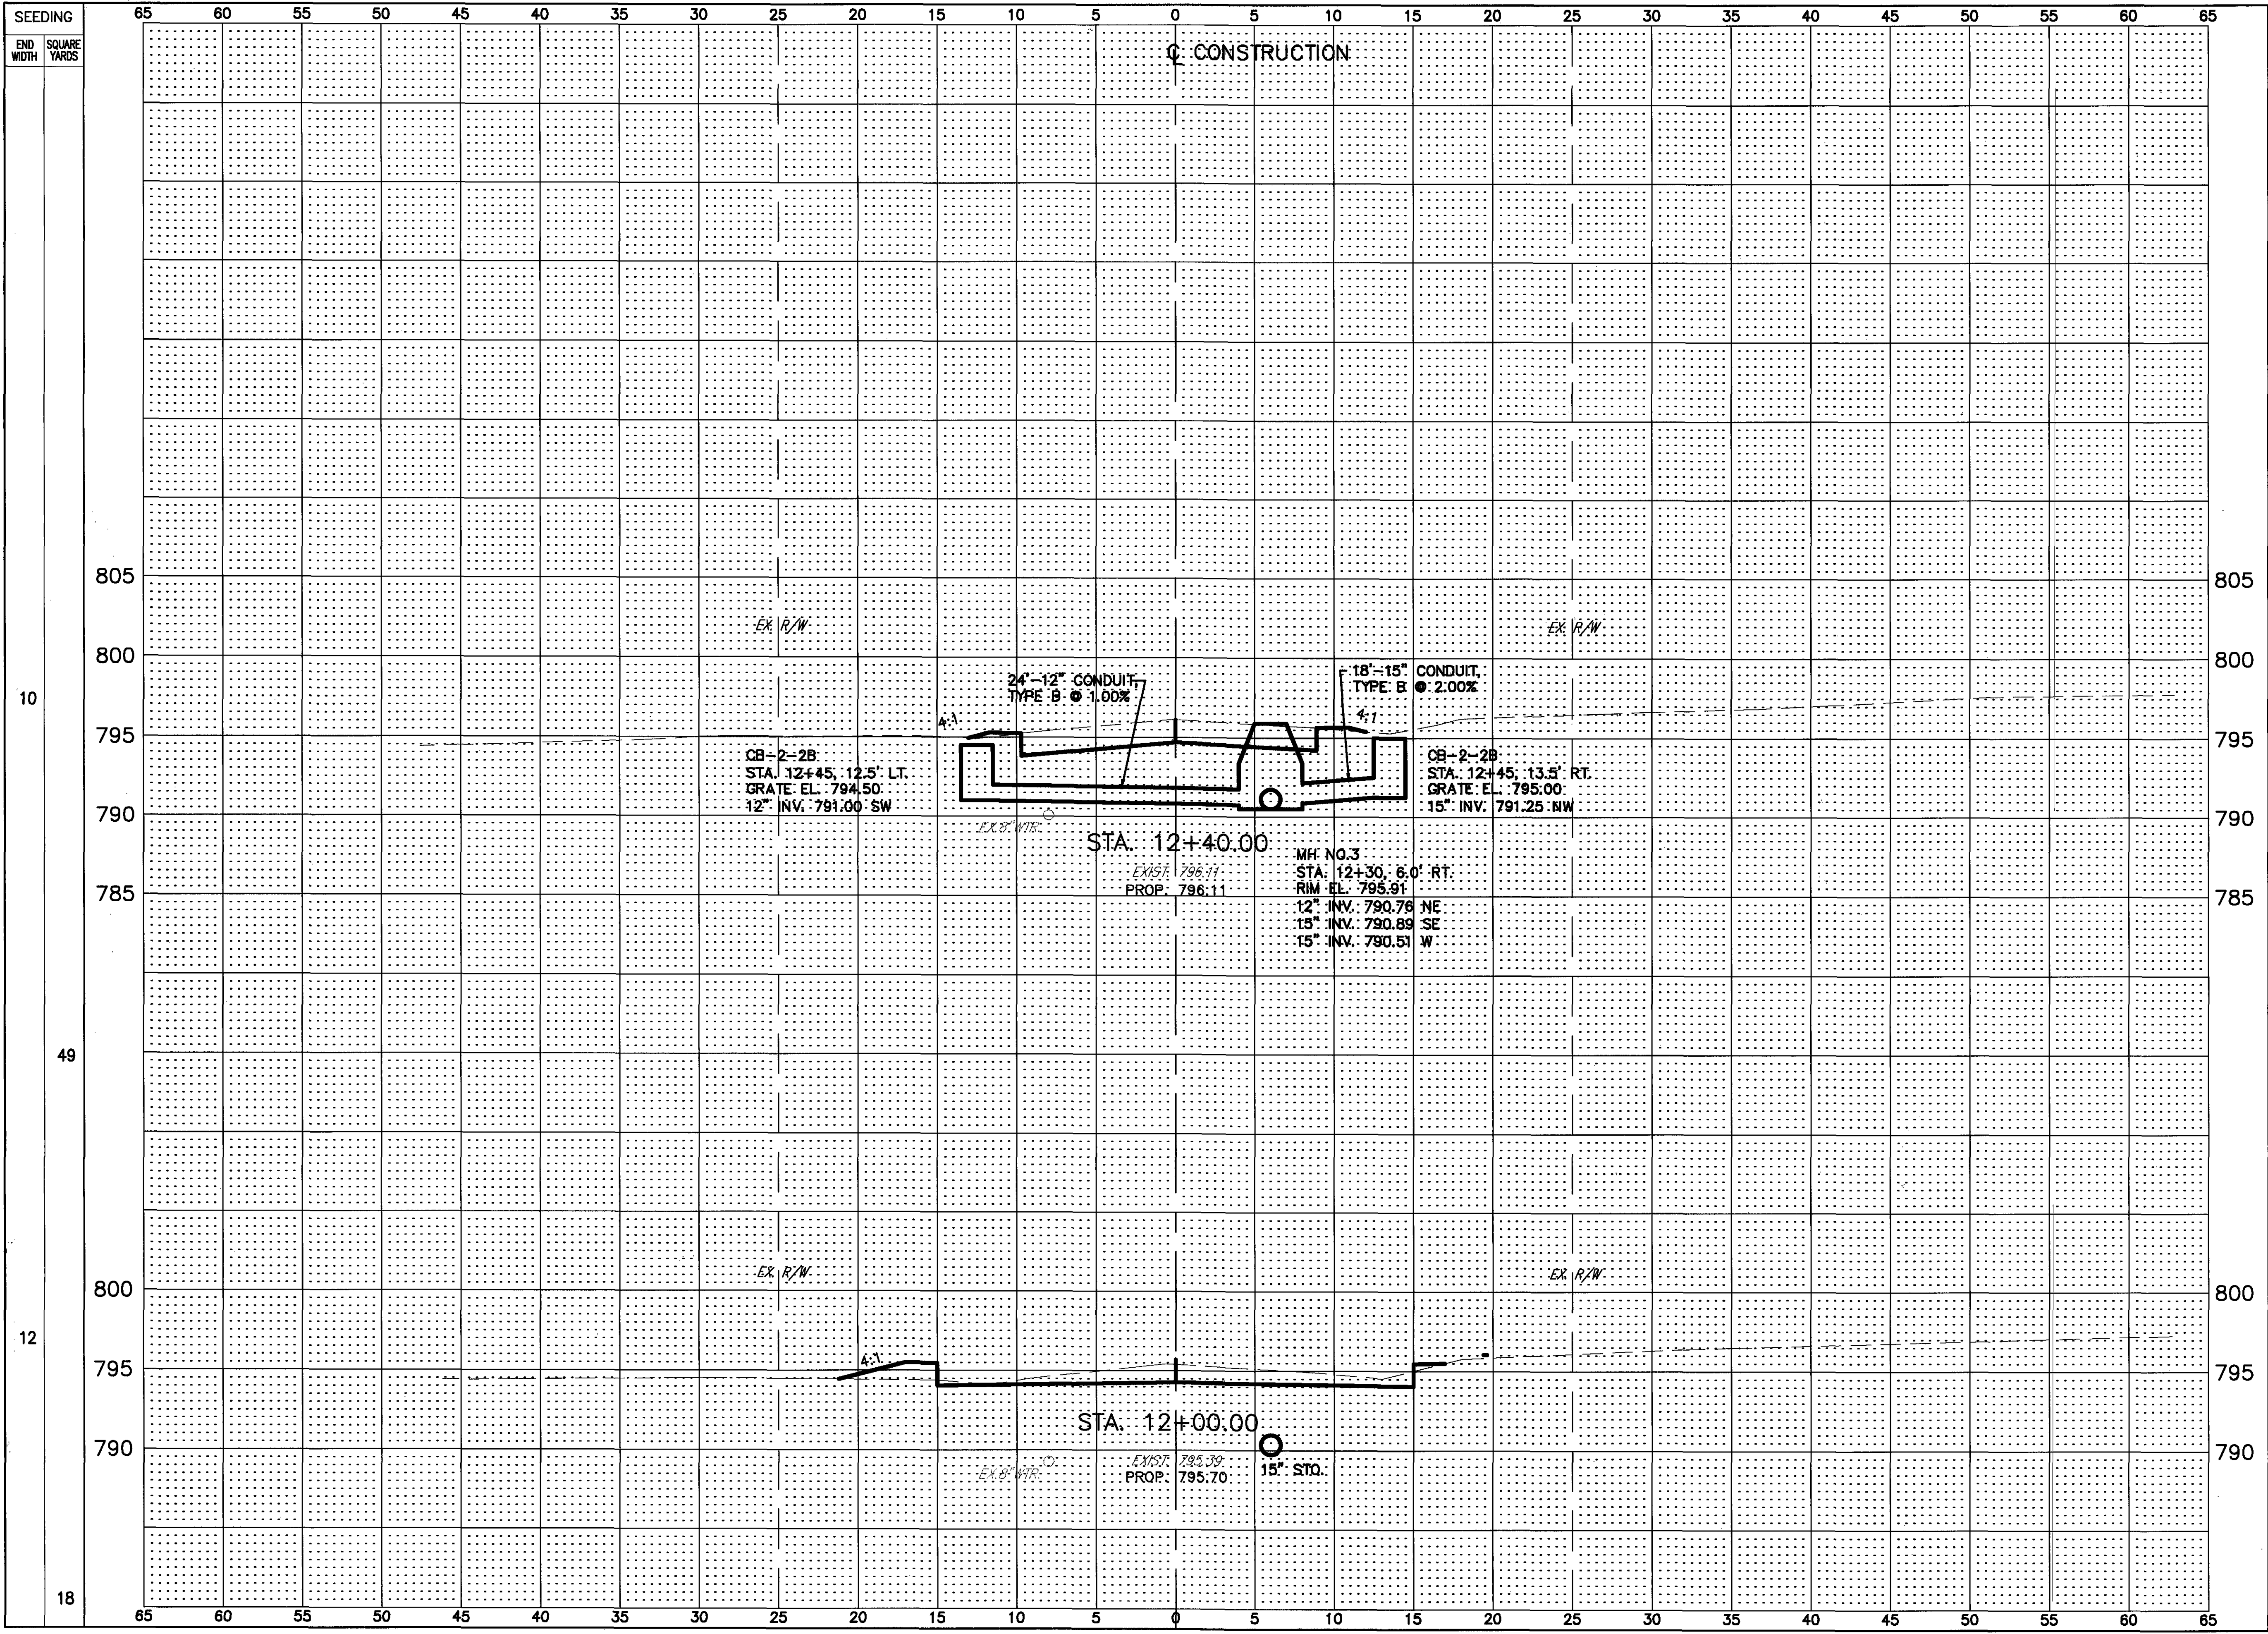 SEEDING
END WIDTH
SQUARE YARDS
65 60 55 50 45 40 35 30 25 20 15 10 5 0 5 10 15 20 25 30 35 40 45 50 55 60 65
℄ CONSTRUCTION
805 805
EX. R/W EX. R/W
800 800
10
24'-12" CONDUIT,
TYPE B @ 1.00%
18'-15" CONDUIT,
TYPE B @ 2.00%
4:1 4:1
795 795
CB-2-2B
STA. 12+45, 12.5' LT.
GRATE EL. 794.50
12" INV. 791.00 SW
CB-2-2B
STA. 12+45, 13.5' RT.
GRATE EL. 795.00
15" INV. 791.25 NW
790 790
EX.8"WTR.
STA. 12+40.00
EXIST. 796.11
PROP. 796.11
MH NO.3
STA. 12+30, 6.0' RT.
RIM EL. 795.91
12" INV. 790.76 NE
15" INV. 790.89 SE
15" INV. 790.51 W
785 785
49
EX. R/W EX. R/W
800 800
12
4:1
795 795
STA. 12+00.00
790 790
EX.8"WTR.
EXIST. 795.39
PROP. 795.70
15" STO.
18
65 60 55 50 45 40 35 30 25 20 15 10 5 0 5 10 15 20 25 30 35 40 45 50 55 60 65